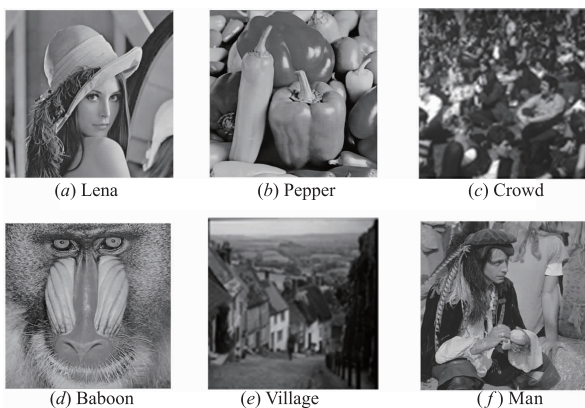 (a) Lena
(b) Pepper
(c) Crowd
(d) Baboon
(e) Village
(f) Man